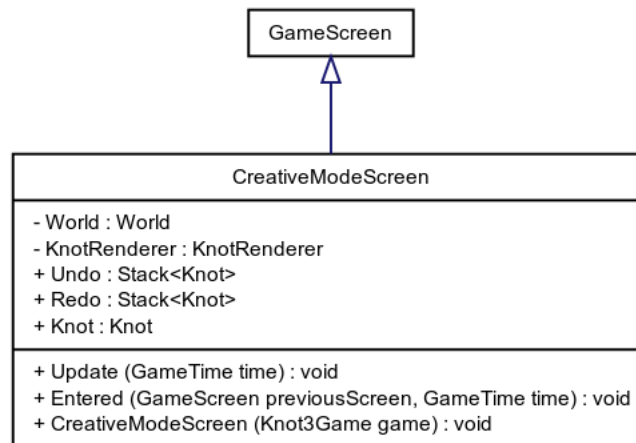 GameScreen
CreativeModeScreen
- World : World
- KnotRenderer : KnotRenderer
+ Undo : Stack<Knot>
+ Redo : Stack<Knot>
+ Knot : Knot
+ Update (GameTime time) : void
+ Entered (GameScreen previousScreen, GameTime time) : void
+ CreativeModeScreen (Knot3Game game) : void